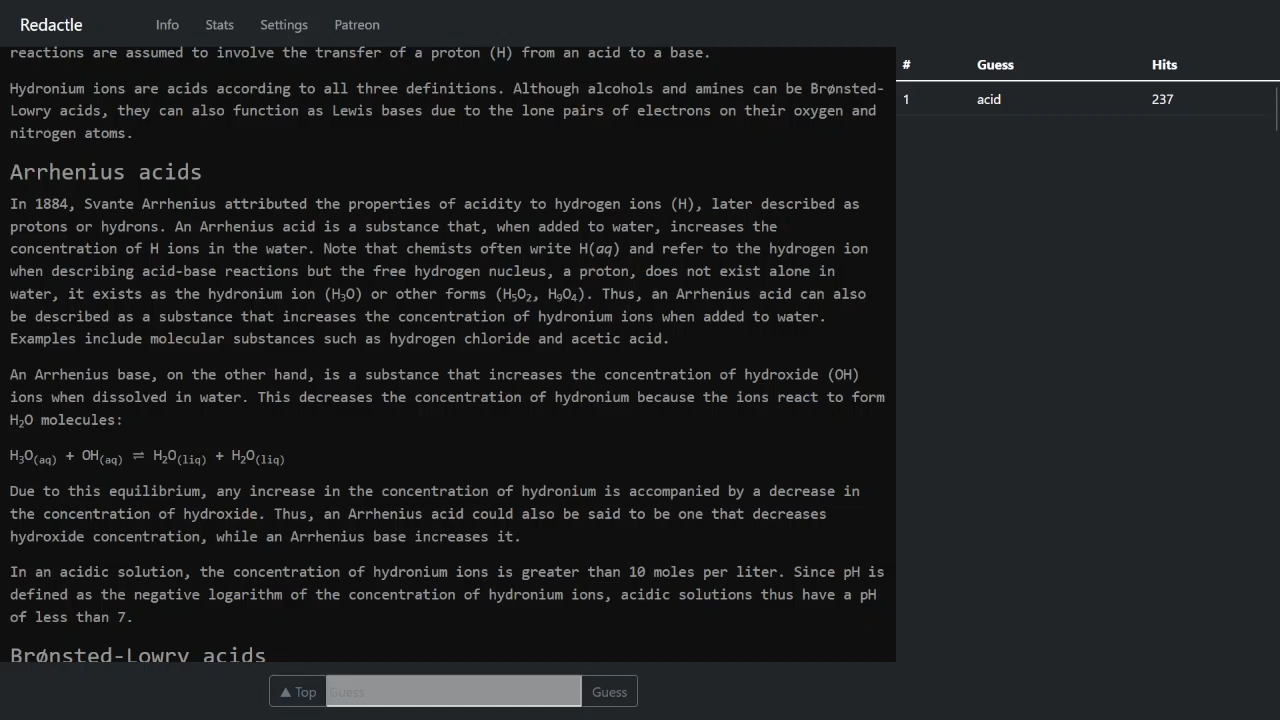 Redactle Info Stats Settings Patreon
reactions are assumed to involve the transfer of a proton (H) from an acid to a base.
Hydronium ions are acids according to all three definitions. Although alcohols and amines can be Brønsted-
Lowry acids, they can also function as Lewis bases due to the lone pairs of electrons on their oxygen and
nitrogen atoms.
Arrhenius acids
In 1884, Svante Arrhenius attributed the properties of acidity to hydrogen ions (H), later described as
protons or hydrons. An Arrhenius acid is a substance that, when added to water, increases the
concentration of H ions in the water. Note that chemists often write H(aq) and refer to the hydrogen ion
when describing acid-base reactions but the free hydrogen nucleus, a proton, does not exist alone in
water, it exists as the hydronium ion (H₃O) or other forms (H₅O₂, H₉O₄). Thus, an Arrhenius acid can also
be described as a substance that increases the concentration of hydronium ions when added to water.
Examples include molecular substances such as hydrogen chloride and acetic acid.
An Arrhenius base, on the other hand, is a substance that increases the concentration of hydroxide (OH)
ions when dissolved in water. This decreases the concentration of hydronium because the ions react to form
H₂O molecules:
H₃O(aq) + OH(aq) ⇌ H₂O(liq) + H₂O(liq)
Due to this equilibrium, any increase in the concentration of hydronium is accompanied by a decrease in
the concentration of hydroxide. Thus, an Arrhenius acid could also be said to be one that decreases
hydroxide concentration, while an Arrhenius base increases it.
In an acidic solution, the concentration of hydronium ions is greater than 10 moles per liter. Since pH is
defined as the negative logarithm of the concentration of hydronium ions, acidic solutions thus have a pH
of less than 7.
Brønsted-Lowry acids
# Guess Hits
1 acid 237
▲ Top Guess Guess